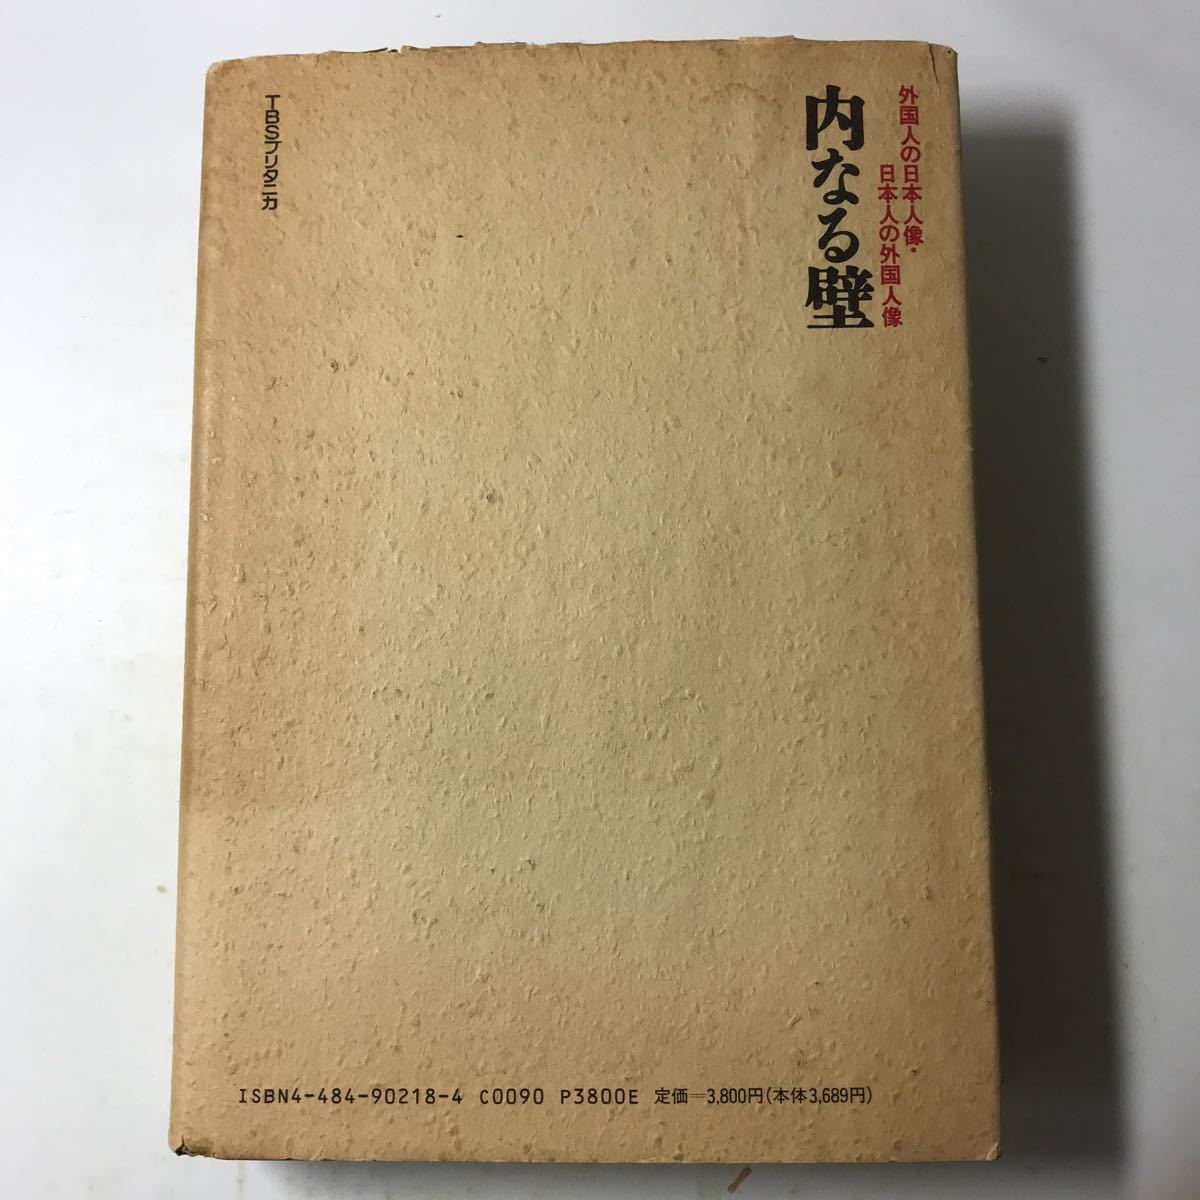 外国人の日本人像・
日本人の外国人像
内なる壁
TBSブリタニカ
ISBN4-484-90218-4 C0090 P3800E 定価=3,800円(本体3,689円)